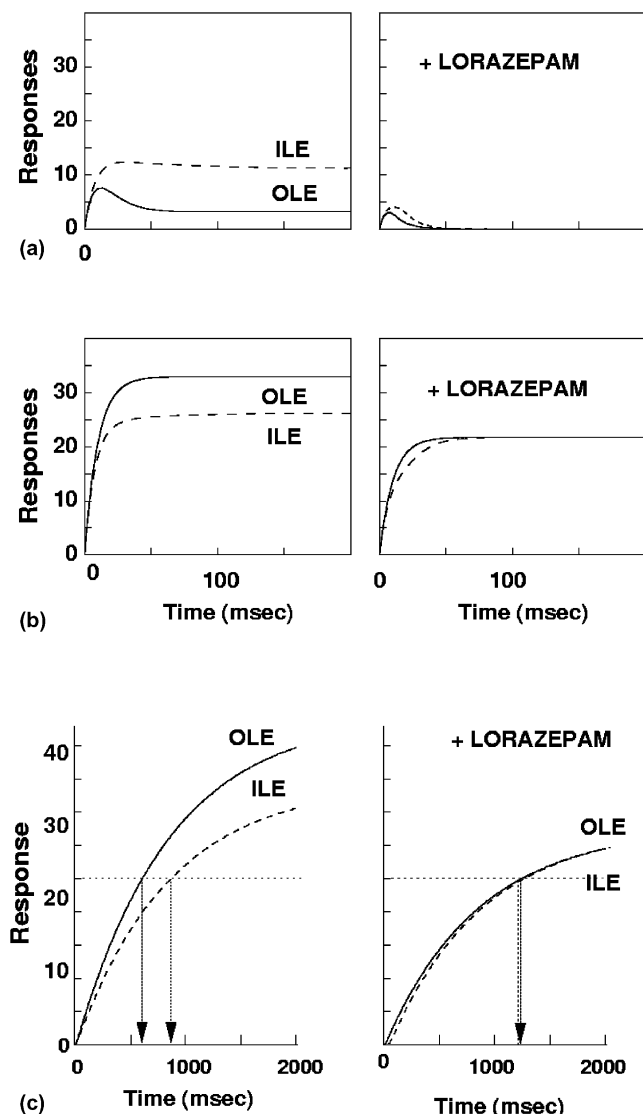 30
20
10
0
Responses
ILE
OLE
0
(a)
+ LORAZEPAM
30
20
10
0
Responses
OLE
ILE
0
100
Time (msec)
(b)
+ LORAZEPAM
0
100
Time (msec)
40
30
20
10
0
Response
OLE
ILE
0
1000
2000
Time (msec)
(c)
+ LORAZEPAM
OLE
ILE
0
1000
2000
Time (msec)